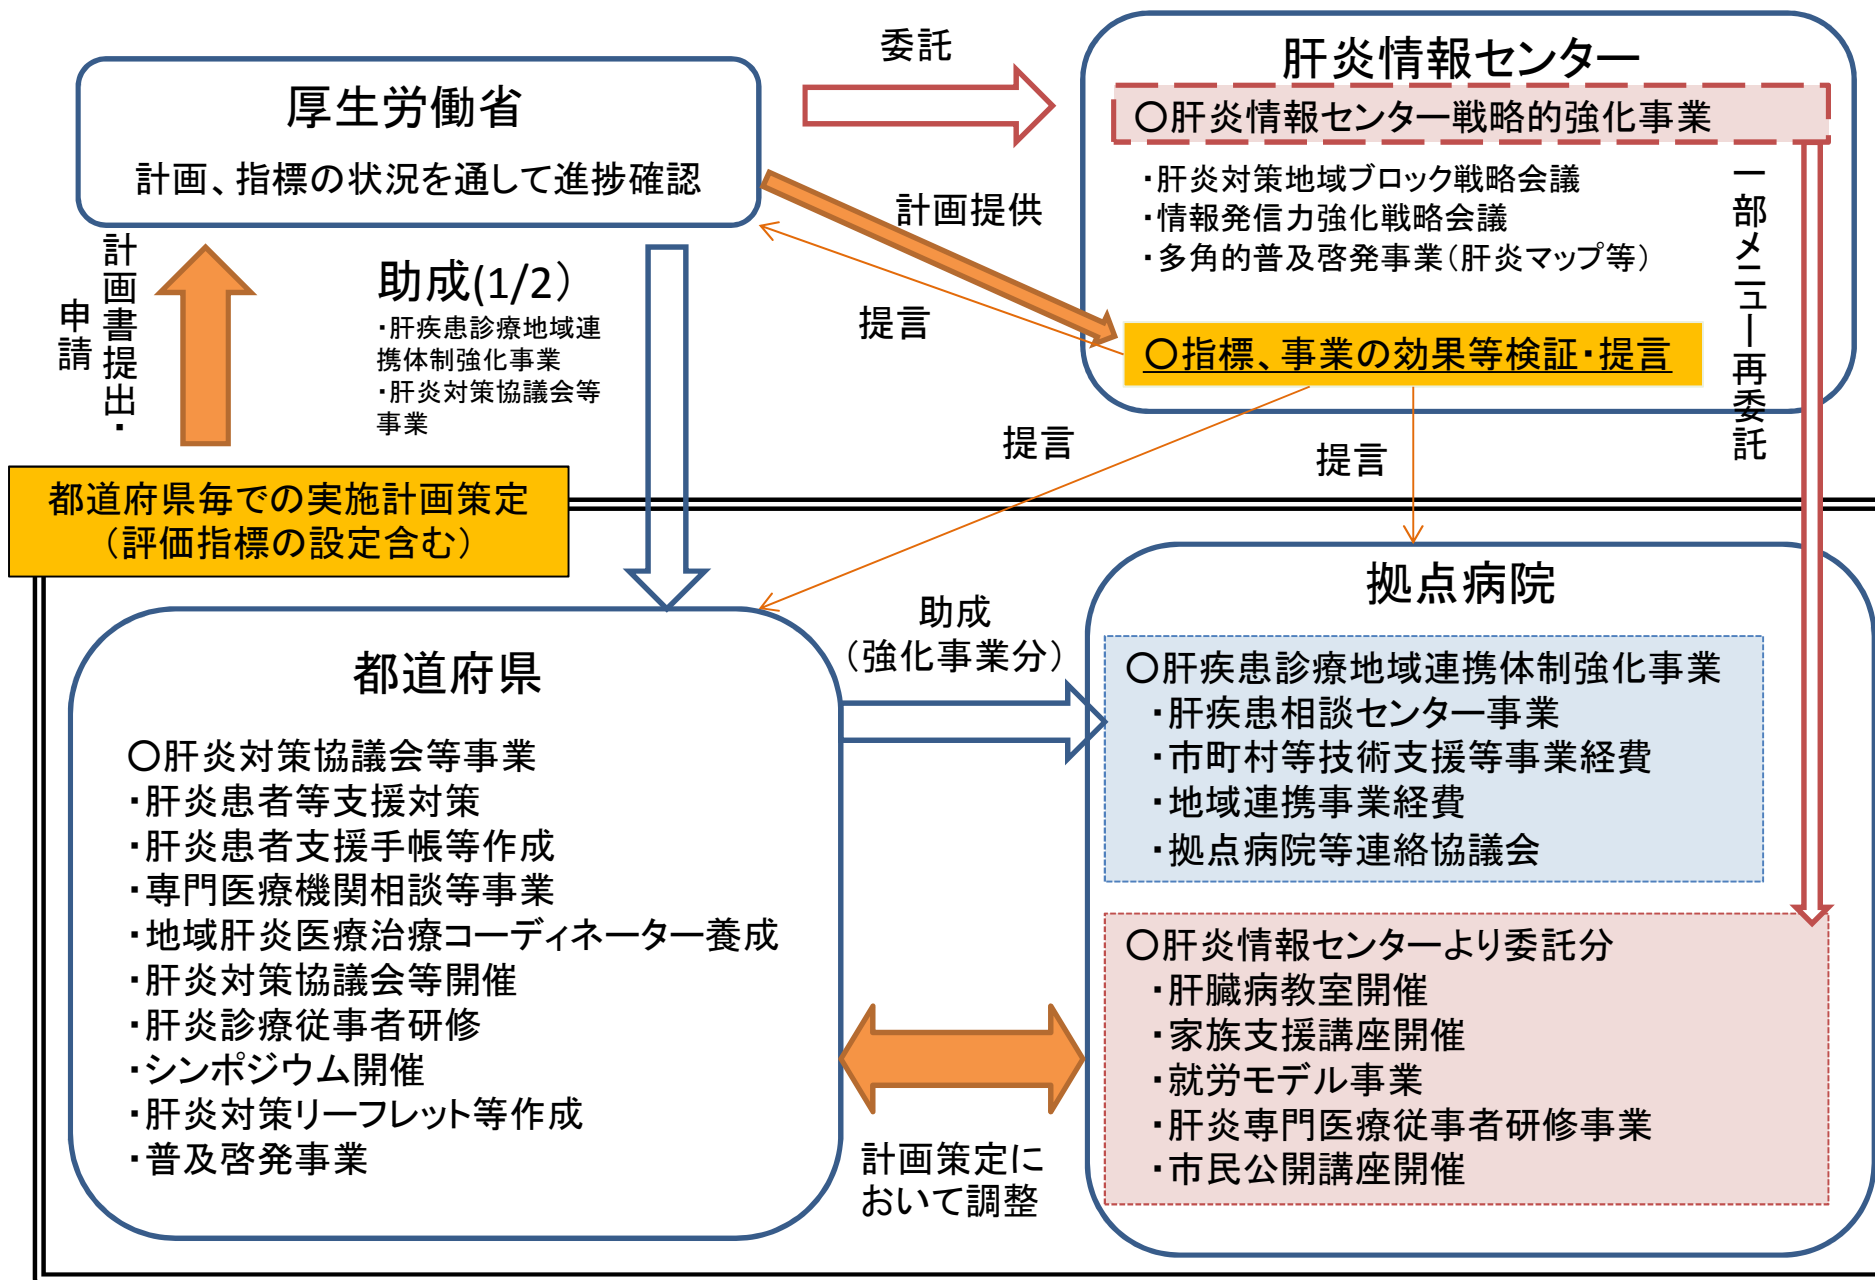 厚生労働省
計画、指標の状況を通して進捗確認
委託
肝炎情報センター
〇肝炎情報センター戦略的強化事業
・肝炎対策地域ブロック戦略会議
・情報発信力強化戦略会議
・多角的普及啓発事業（肝炎マップ等）
一部メニュー再委託
計画提供
提言
〇指標、事業の効果等検証・提言
計画書提出・
申請
助成(1/2）
・肝疾患診療地域連
携体制強化事業
・肝炎対策協議会等
事業
提言
提言
都道府県毎での実施計画策定
（評価指標の設定含む）
都道府県
〇肝炎対策協議会等事業
・肝炎患者等支援対策
・肝炎患者支援手帳等作成
・専門医療機関相談等事業
・地域肝炎医療治療コーディネーター養成
・肝炎対策協議会等開催
・肝炎診療従事者研修
・シンポジウム開催
・肝炎対策リーフレット等作成
・普及啓発事業
助成
（強化事業分）
計画策定に
おいて調整
拠点病院
〇肝疾患診療地域連携体制強化事業
・肝疾患相談センター事業
・市町村等技術支援等事業経費
・地域連携事業経費
・拠点病院等連絡協議会
〇肝炎情報センターより委託分
・肝臓病教室開催
・家族支援講座開催
・就労モデル事業
・肝炎専門医療従事者研修事業
・市民公開講座開催